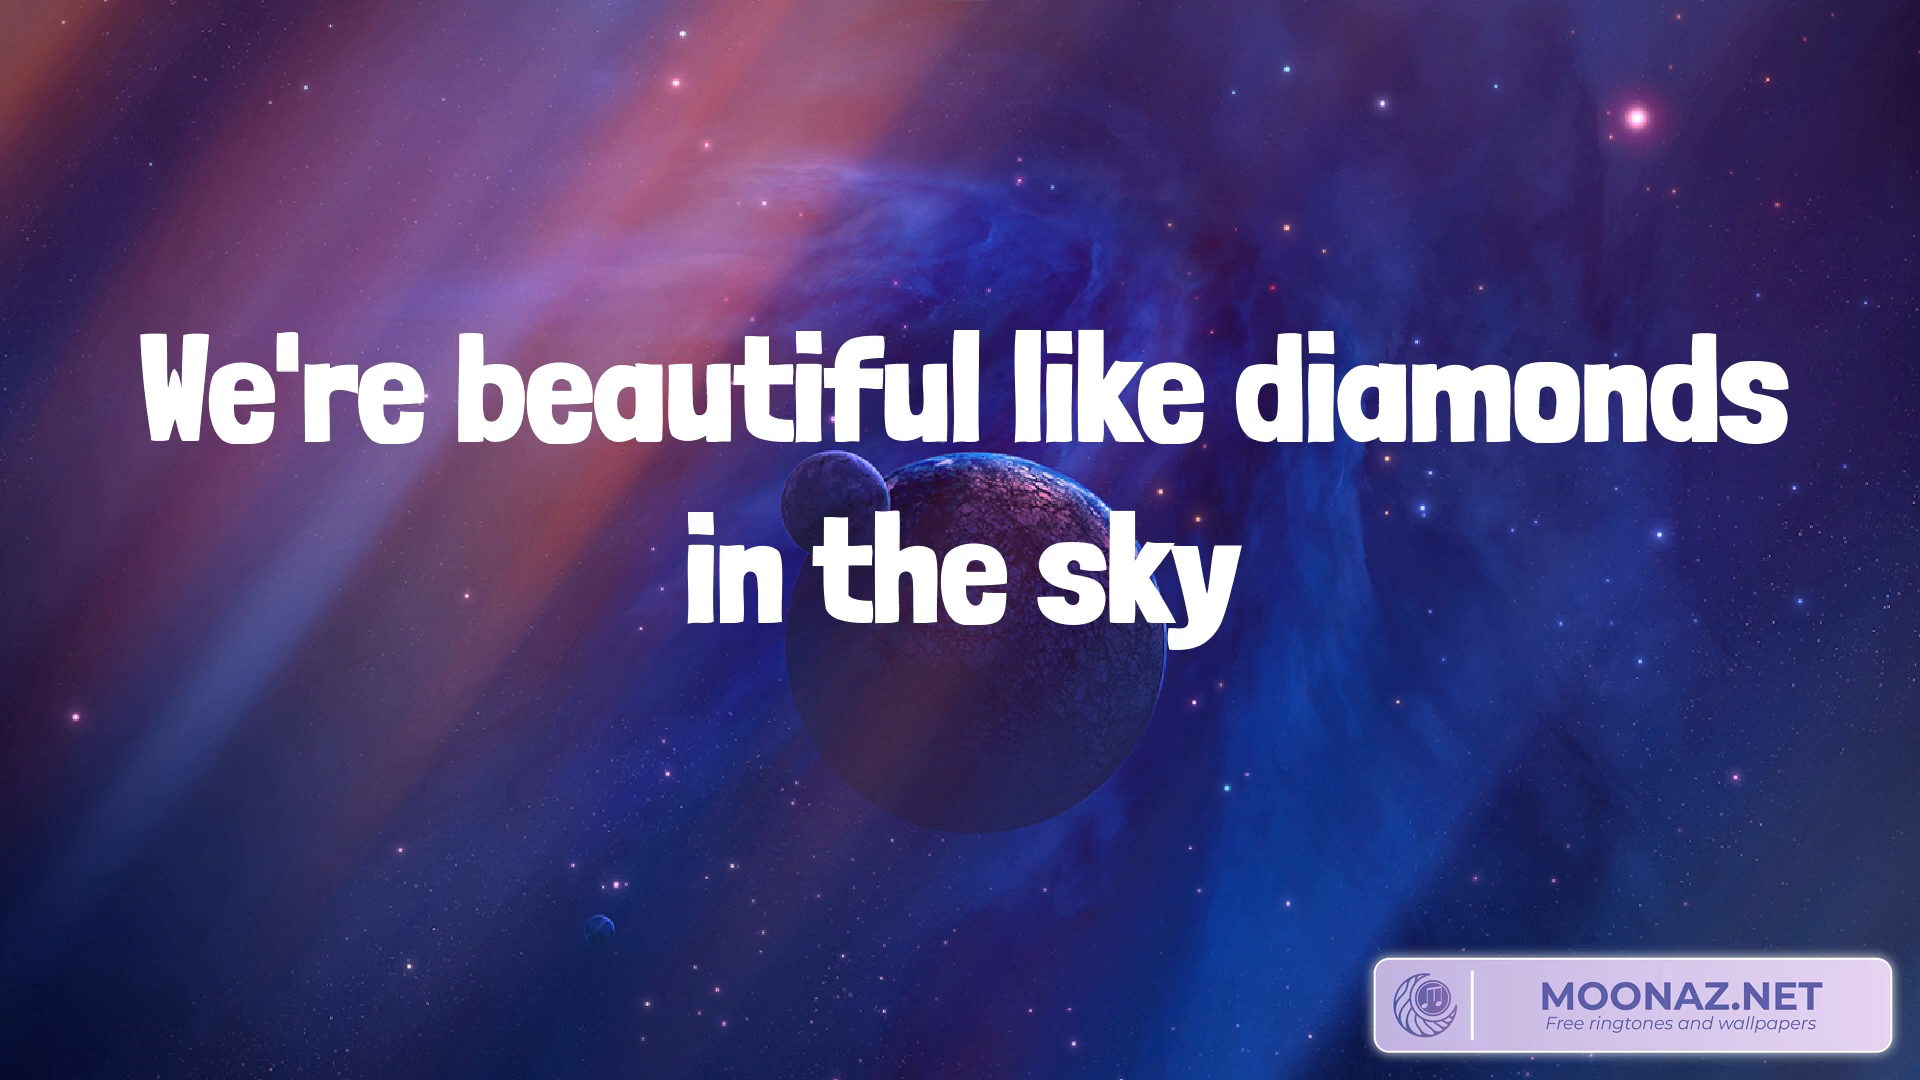 We're beautiful like diamonds
in the sky
MOONAZ.NET
Free ringtones and wallpapers